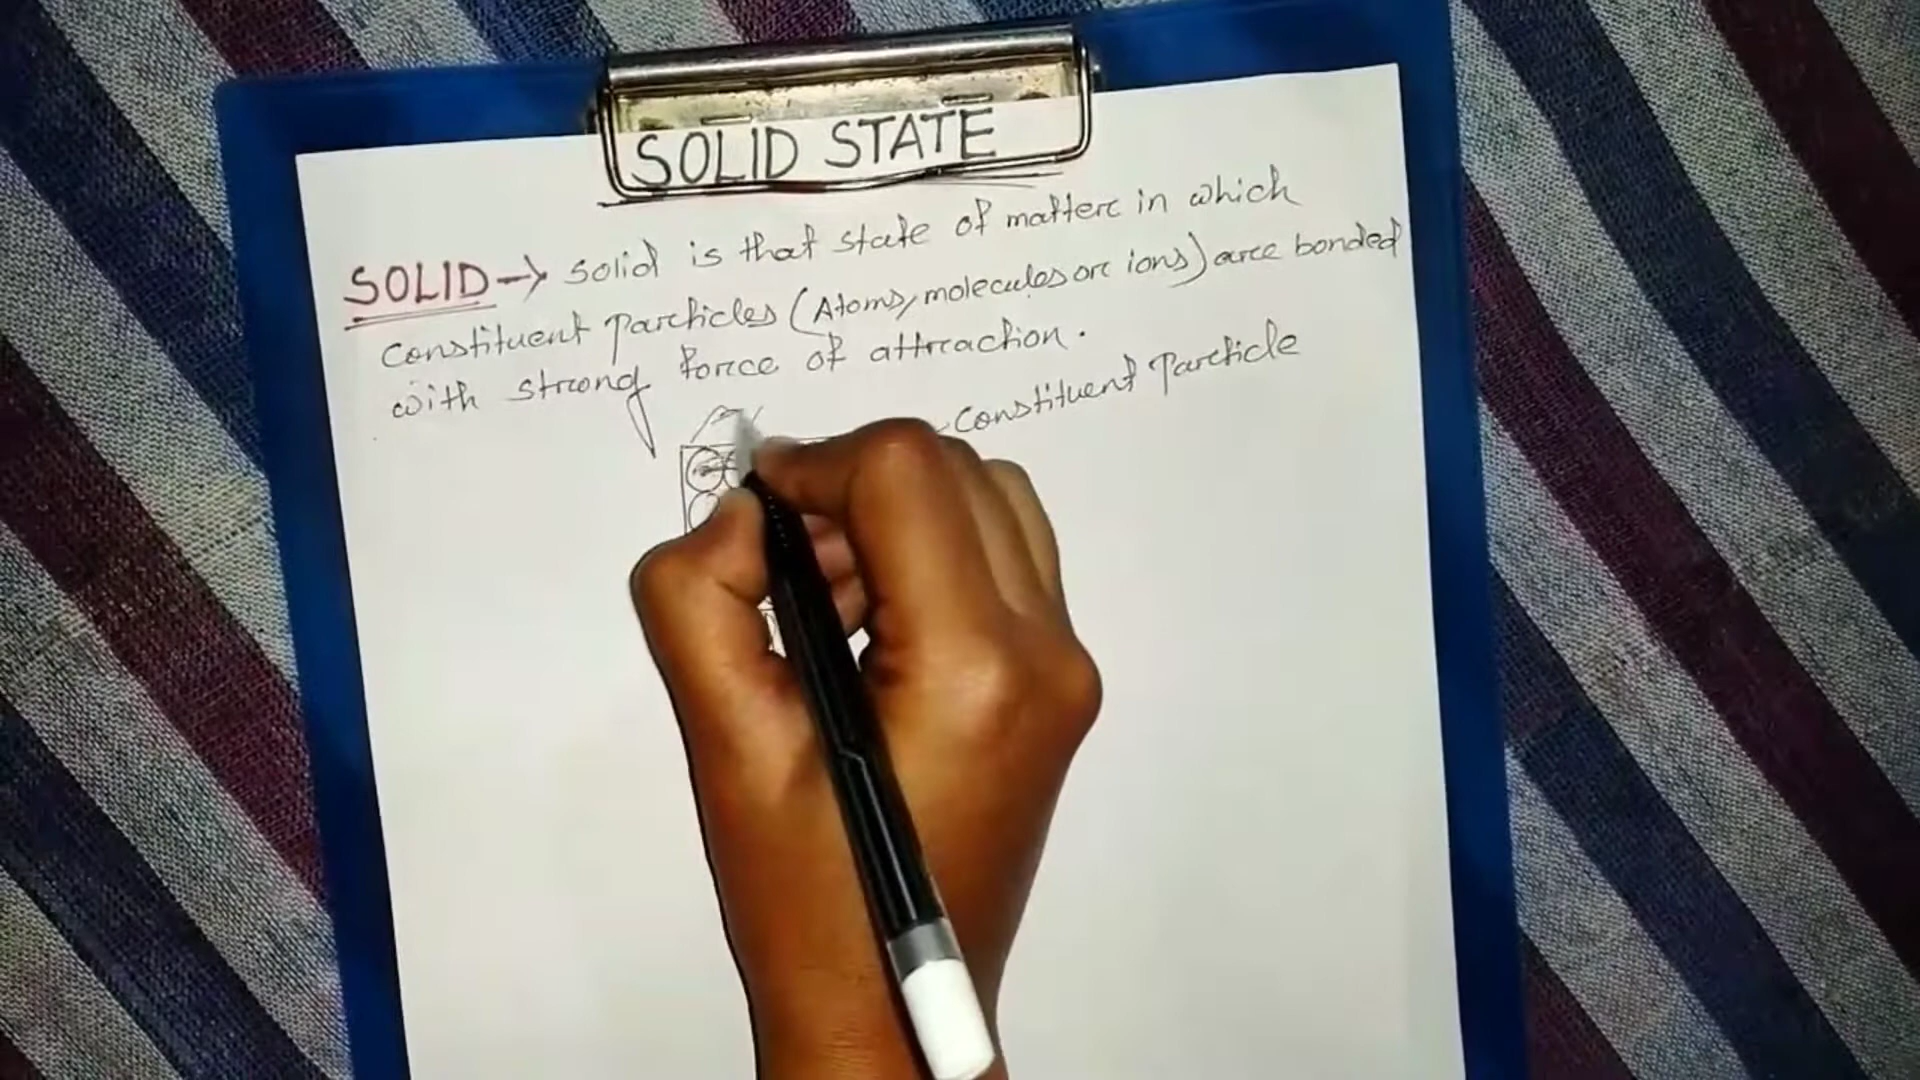 SOLID STATE
SOLID → Solid is that state of matter in which
constituent particles (Atoms, molecules or ions) are bonded
with strong force of attraction.
constituent particle